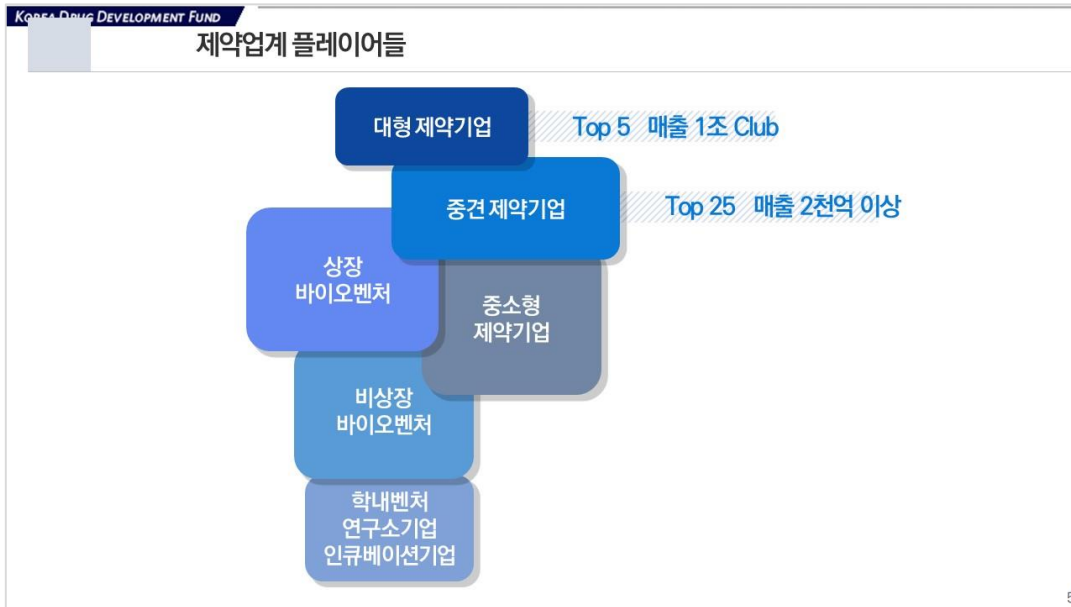 KOREA DRUG DEVELOPMENT FUND
제약업계 플레이어들
대형 제약기업
Top 5 매출 1조 Club
중견 제약기업
Top 25 매출 2천억 이상
상장
바이오벤처
중소형
제약기업
비상장
바이오벤처
학내벤처
연구소기업
인큐베이션기업
5